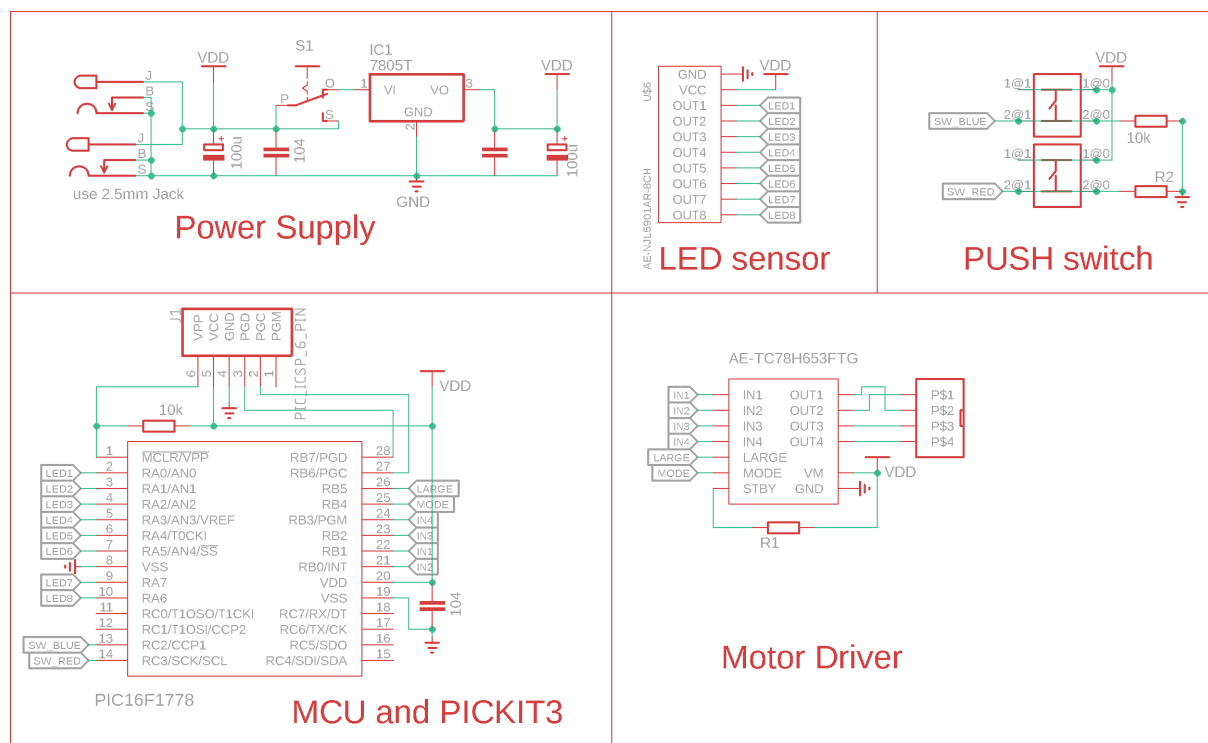 VDD
S1
IC1
7805T
VDD
J
B
S
P
O
S
1
VI
VO
3
GND
2
100u
104
100u
J
B
S
use 2.5mm Jack
GND
Power Supply
U$6
GND
VCC
OUT1
OUT2
OUT3
OUT4
OUT5
OUT6
OUT7
OUT8
VDD
LED1
LED2
LED3
LED4
LED5
LED6
LED7
LED8
AE-NJL5901AR-8CH
LED sensor
VDD
1@1
1@0
SW_BLUE
2@1
2@0
10k
1@1
1@0
SW_RED
2@1
2@0
R2
PUSH switch
J1
VPP
VCC
GND
PGD
PGC
PGM
6
5
4
3
2
1
PIC_ICSP_6_PIN
VDD
10k
1
2
3
4
5
6
7
8
9
10
11
12
13
14
MCLR/VPP
RA0/AN0
RA1/AN1
RA2/AN2
RA3/AN3/VREF
RA4/T0CKI
RA5/AN4/SS
VSS
RA7
RA6
RC0/T1OSO/T1CKI
RC1/T1OSI/CCP2
RC2/CCP1
RC3/SCK/SCL
RB7/PGD
RB6/PGC
RB5
RB4
RB3/PGM
RB2
RB1
RB0/INT
VDD
VSS
RC7/RX/DT
RC6/TX/CK
RC5/SDO
RC4/SDI/SDA
28
27
26
25
24
23
22
21
20
19
18
17
16
15
LED1
LED2
LED3
LED4
LED5
LED6
LED7
LED8
SW_BLUE
SW_RED
LARGE
MODE
IN4
IN3
IN1
IN2
104
PIC16F1778
MCU and PICKIT3
AE-TC78H653FTG
IN1
IN2
IN3
IN4
LARGE
MODE
IN1
IN2
IN3
IN4
LARGE
MODE
STBY
OUT1
OUT2
OUT3
OUT4
VM
GND
P$1
P$2
P$3
P$4
VDD
R1
Motor Driver